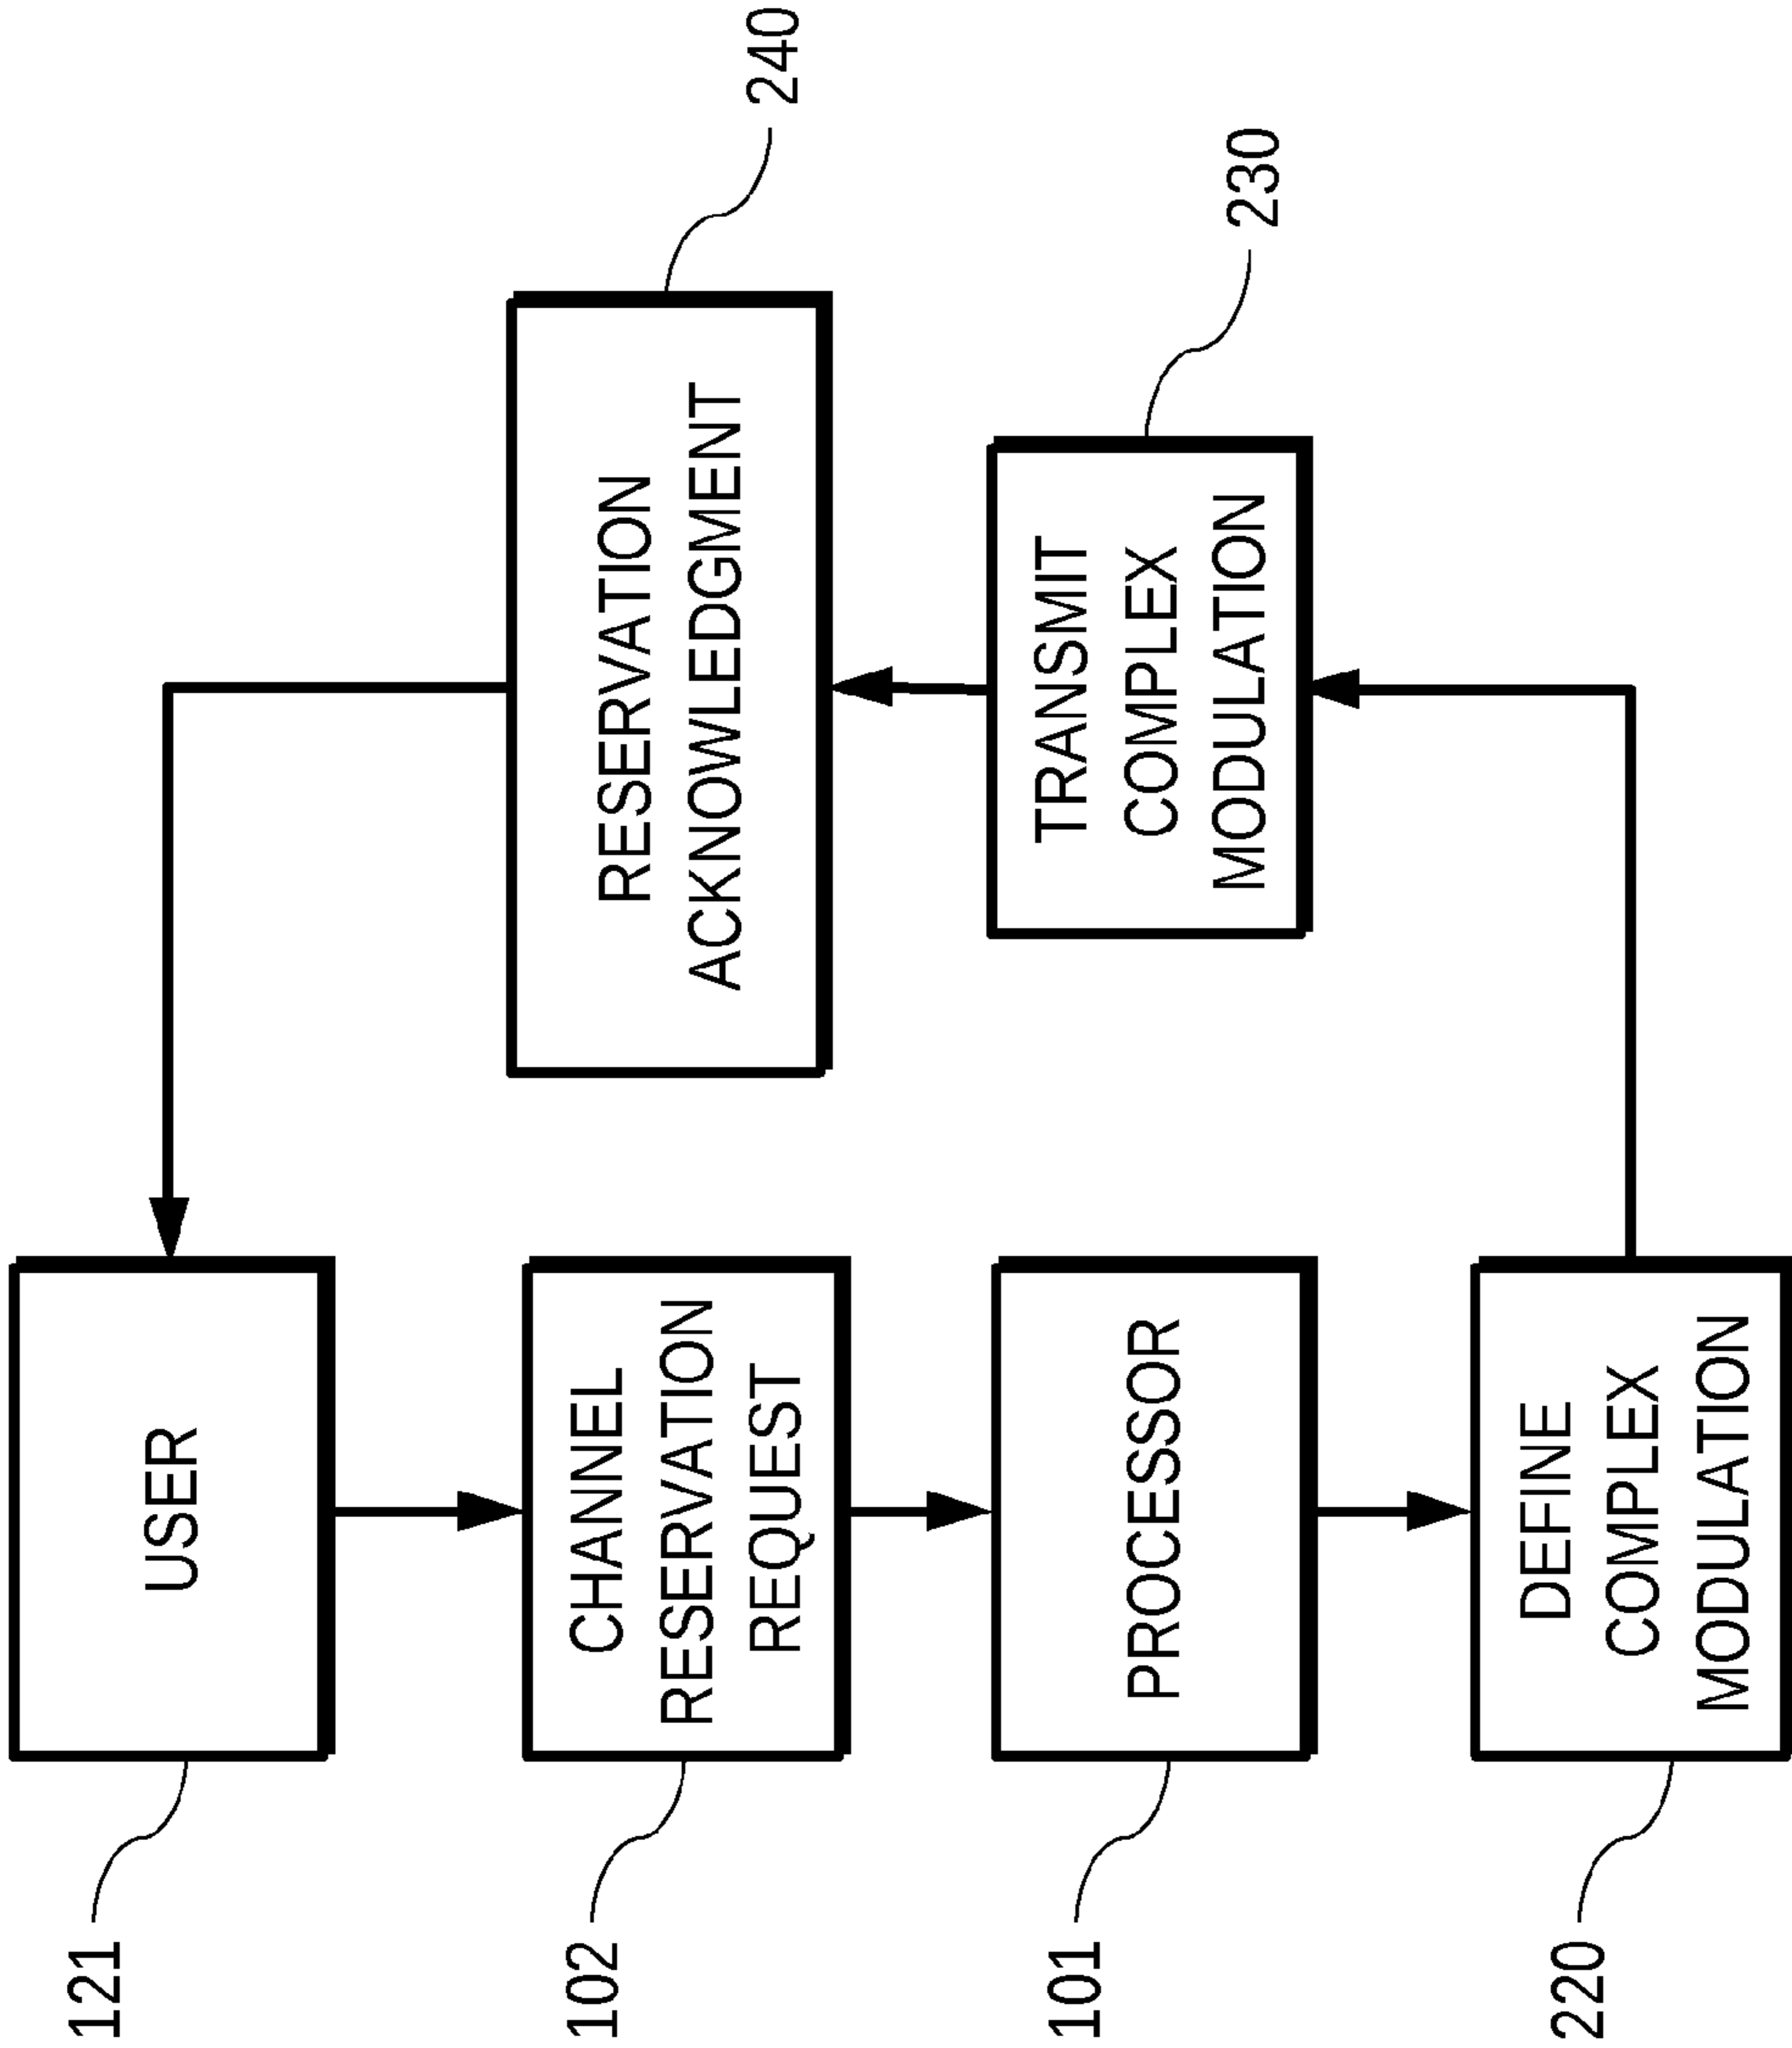 121
USER
102
CHANNEL
RESERVATION
REQUEST
101
PROCESSOR
220
DEFINE
COMPLEX
MODULATION
TRANSMIT
COMPLEX
MODULATION
230
RESERVATION
ACKNOWLEDGMENT
240